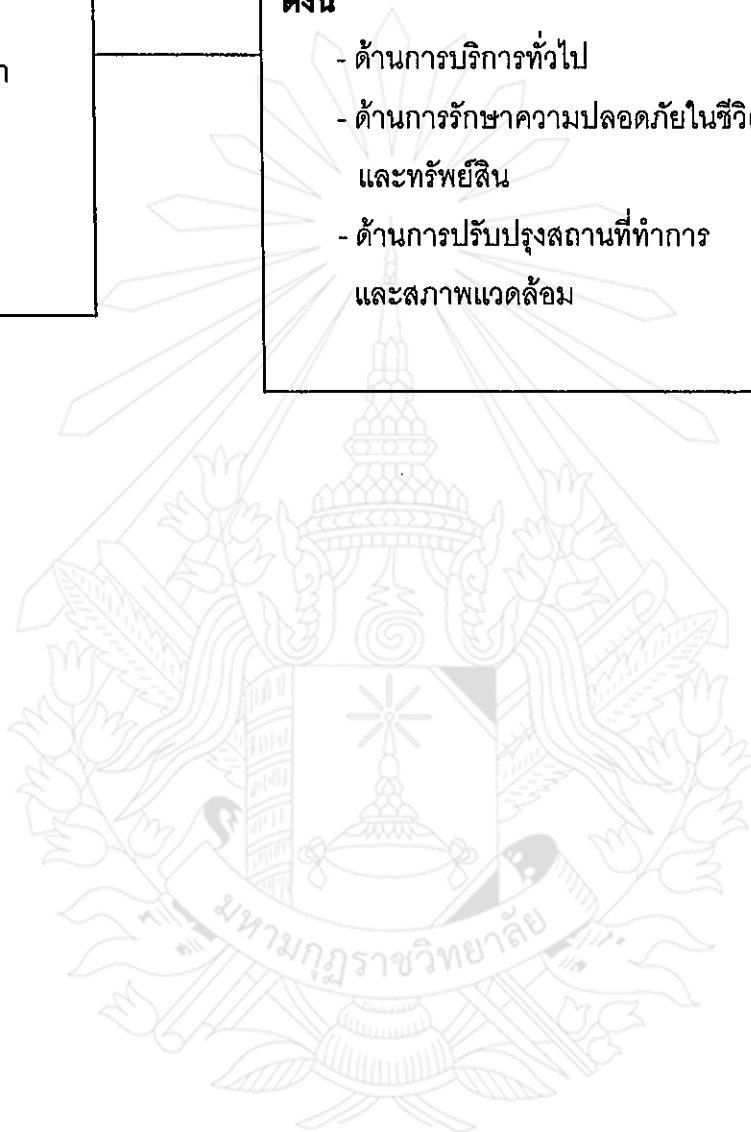 - ด้านการบริการทั่วไป
- ด้านการรักษาความปลอดภัยในชีวิต
และทรัพย์สิน
- ด้านการปรับปรุงสถานที่ทำการ
และสภาพแวดล้อม
มหามกุฏราชวิทยาลัย